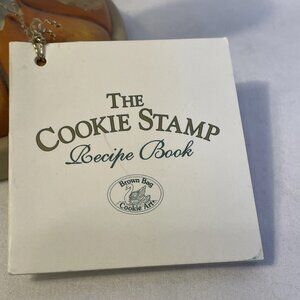 THE
COOKIE STAMP
Recipe Book
Brown Bag
Cookie Art®